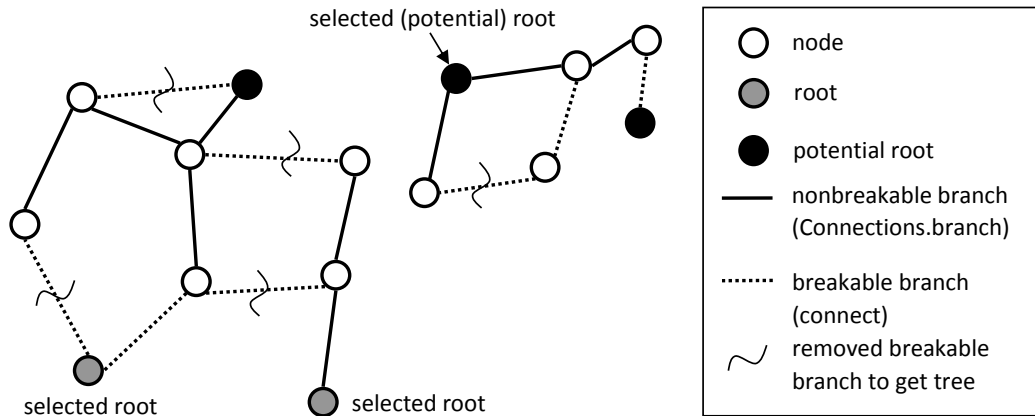 selected (potential) root
selected root
selected root
node
root
potential root
nonbreakable branch
(Connections.branch)
breakable branch
(connect)
removed breakable
branch to get tree